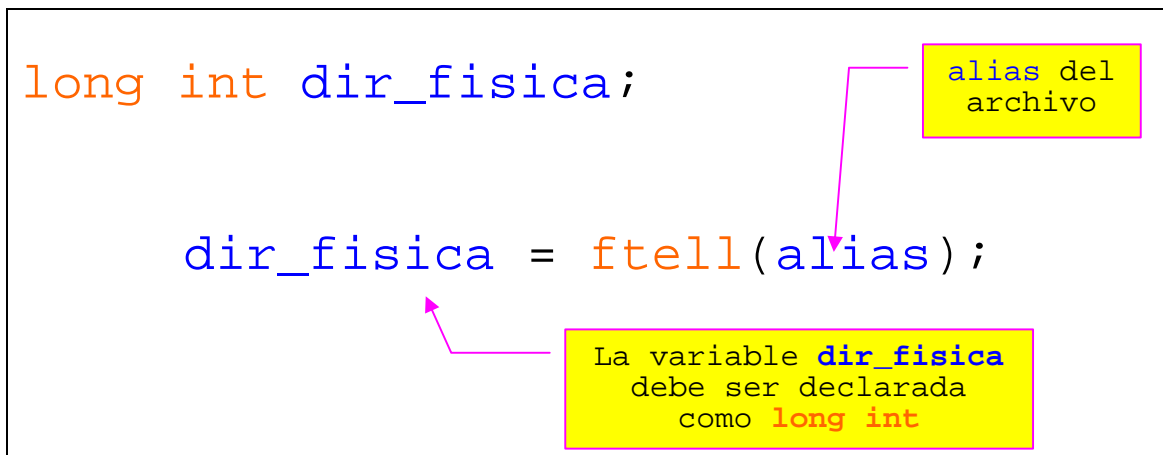 long int dir_fisica;
alias del
archivo
dir_fisica = ftell(alias);
La variable dir_fisica
debe ser declarada
como long int